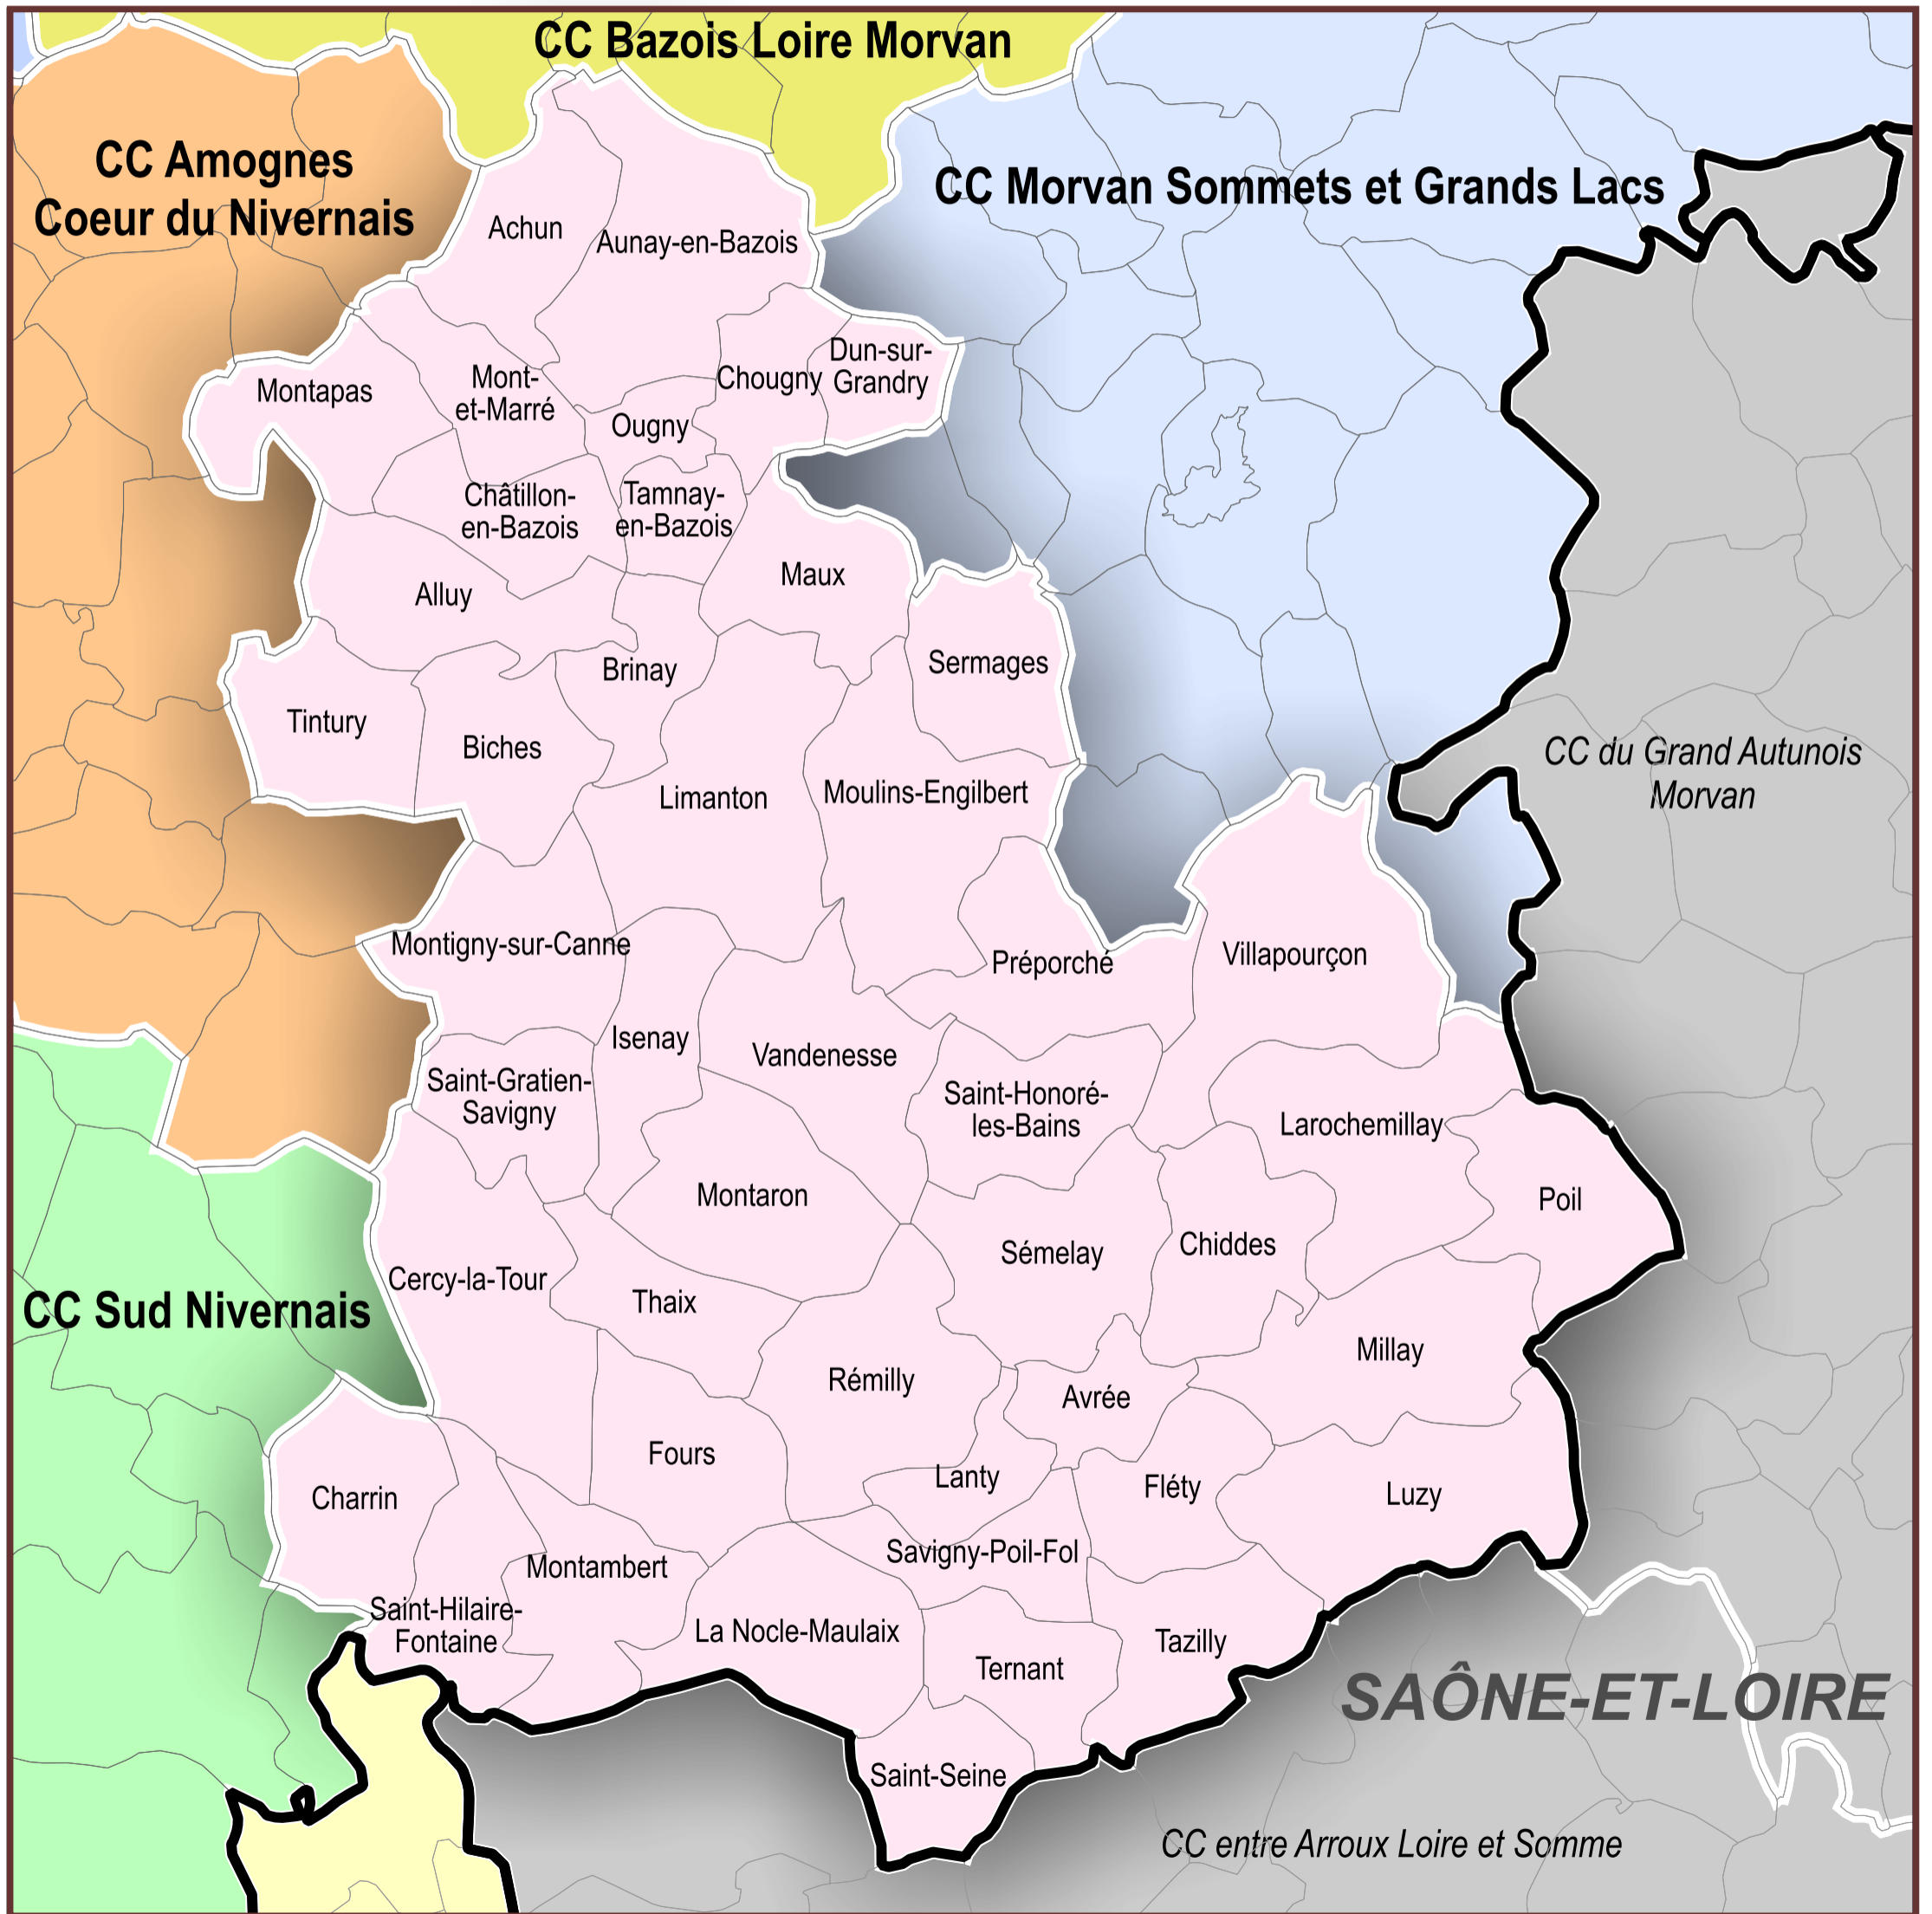 CC Bazois Loire Morvan
CC Amognes
Coeur du Nivernais
CC Morvan Sommets et Grands Lacs
Achun
Aunay-en-Bazois
Dun-sur-
Grandry
Chougny
Montapas
Mont-
et-Marré
Ougny
Châtillon-
en-Bazois
Tamnay-
en-Bazois
Maux
Alluy
Brinay
Sermages
Tintury
Biches
Limanton
Moulins-Engilbert
CC du Grand Autunois
Morvan
Montigny-sur-Canne
Préporché
Villapourçon
Isenay
Vandenesse
Saint-Gratien-
Savigny
Saint-Honoré-
les-Bains
Larochemillay
Montaron
Poil
Sémelay
Chiddes
Cercy-la-Tour
Thaix
CC Sud Nivernais
Millay
Rémilly
Avrée
Fours
Lanty
Fléty
Luzy
Charrin
Savigny-Poil-Fol
Montambert
Saint-Hilaire-
Fontaine
La Nocle-Maulaix
Tazilly
Ternant
SAÔNE-ET-LOIRE
Saint-Seine
CC entre Arroux Loire et Somme